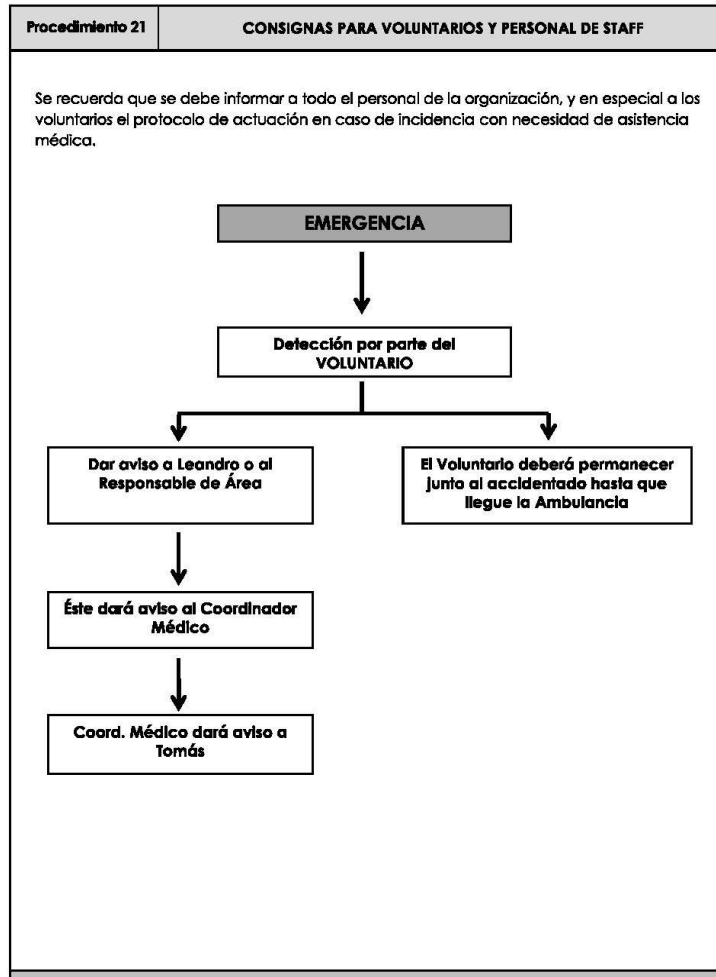 Procedimiento 21
CONSIGNAS PARA VOLUNTARIOS Y PERSONAL DE STAFF
Se recuerda que se debe informar a todo el personal de la organización, y en especial a los
voluntarios el protocolo de actuación en caso de incidencia con necesidad de asistencia
médica.
EMERGENCIA
Detección por parte del
VOLUNTARIO
Dar aviso a Leandro o al
Responsable de Área
El Voluntario deberá permanecer
junto al accidentado hasta que
llegue la Ambulancia
Éste dará aviso al Coordinador
Médico
Coord. Médico dará aviso a
Tomás